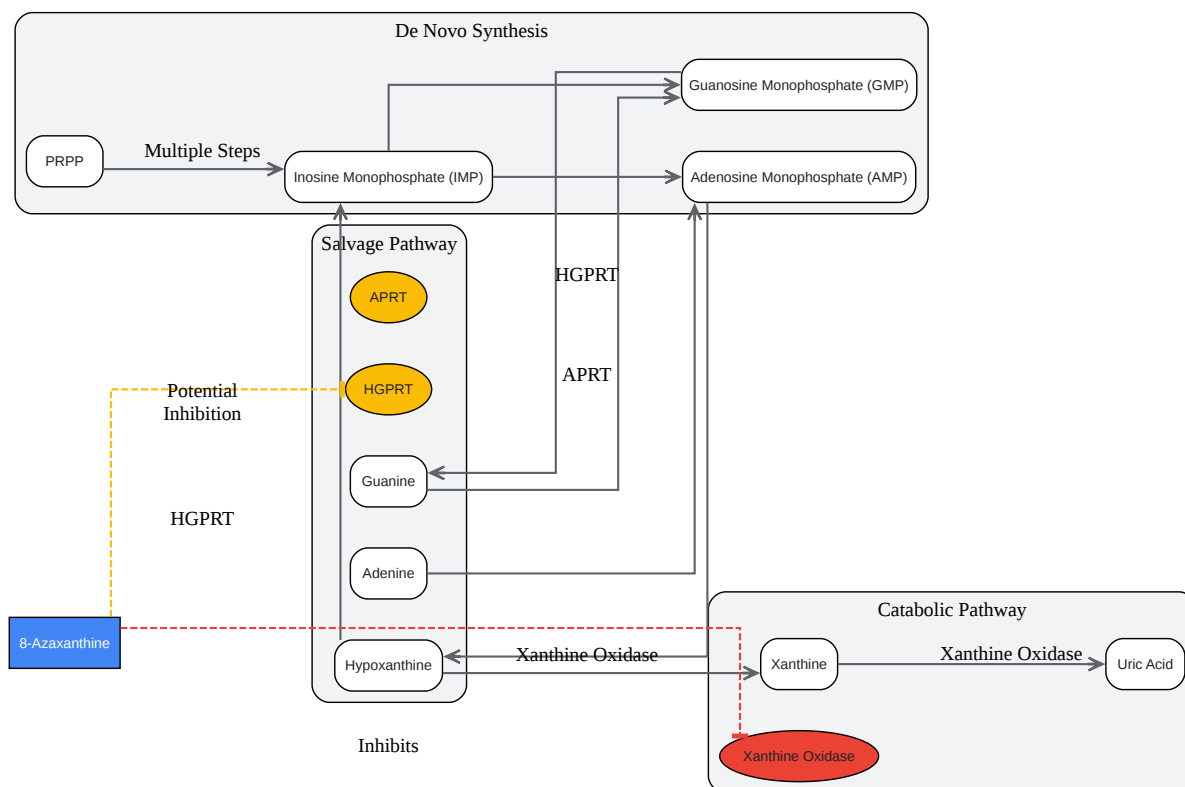 De Novo Synthesis
Guanosine Monophosphate (GMP)
PRPP
Multiple Steps
Inosine Monophosphate (IMP)
Adenosine Monophosphate (AMP)
Salvage Pathway
APRT
HGPRT
HGPRT
APRT
Potential
Inhibition
Guanine
HGPRT
Adenine
8-Azaxanthine
Hypoxanthine
Xanthine Oxidase
Catabolic Pathway
Xanthine
Xanthine Oxidase
Uric Acid
Inhibits
Xanthine Oxidase